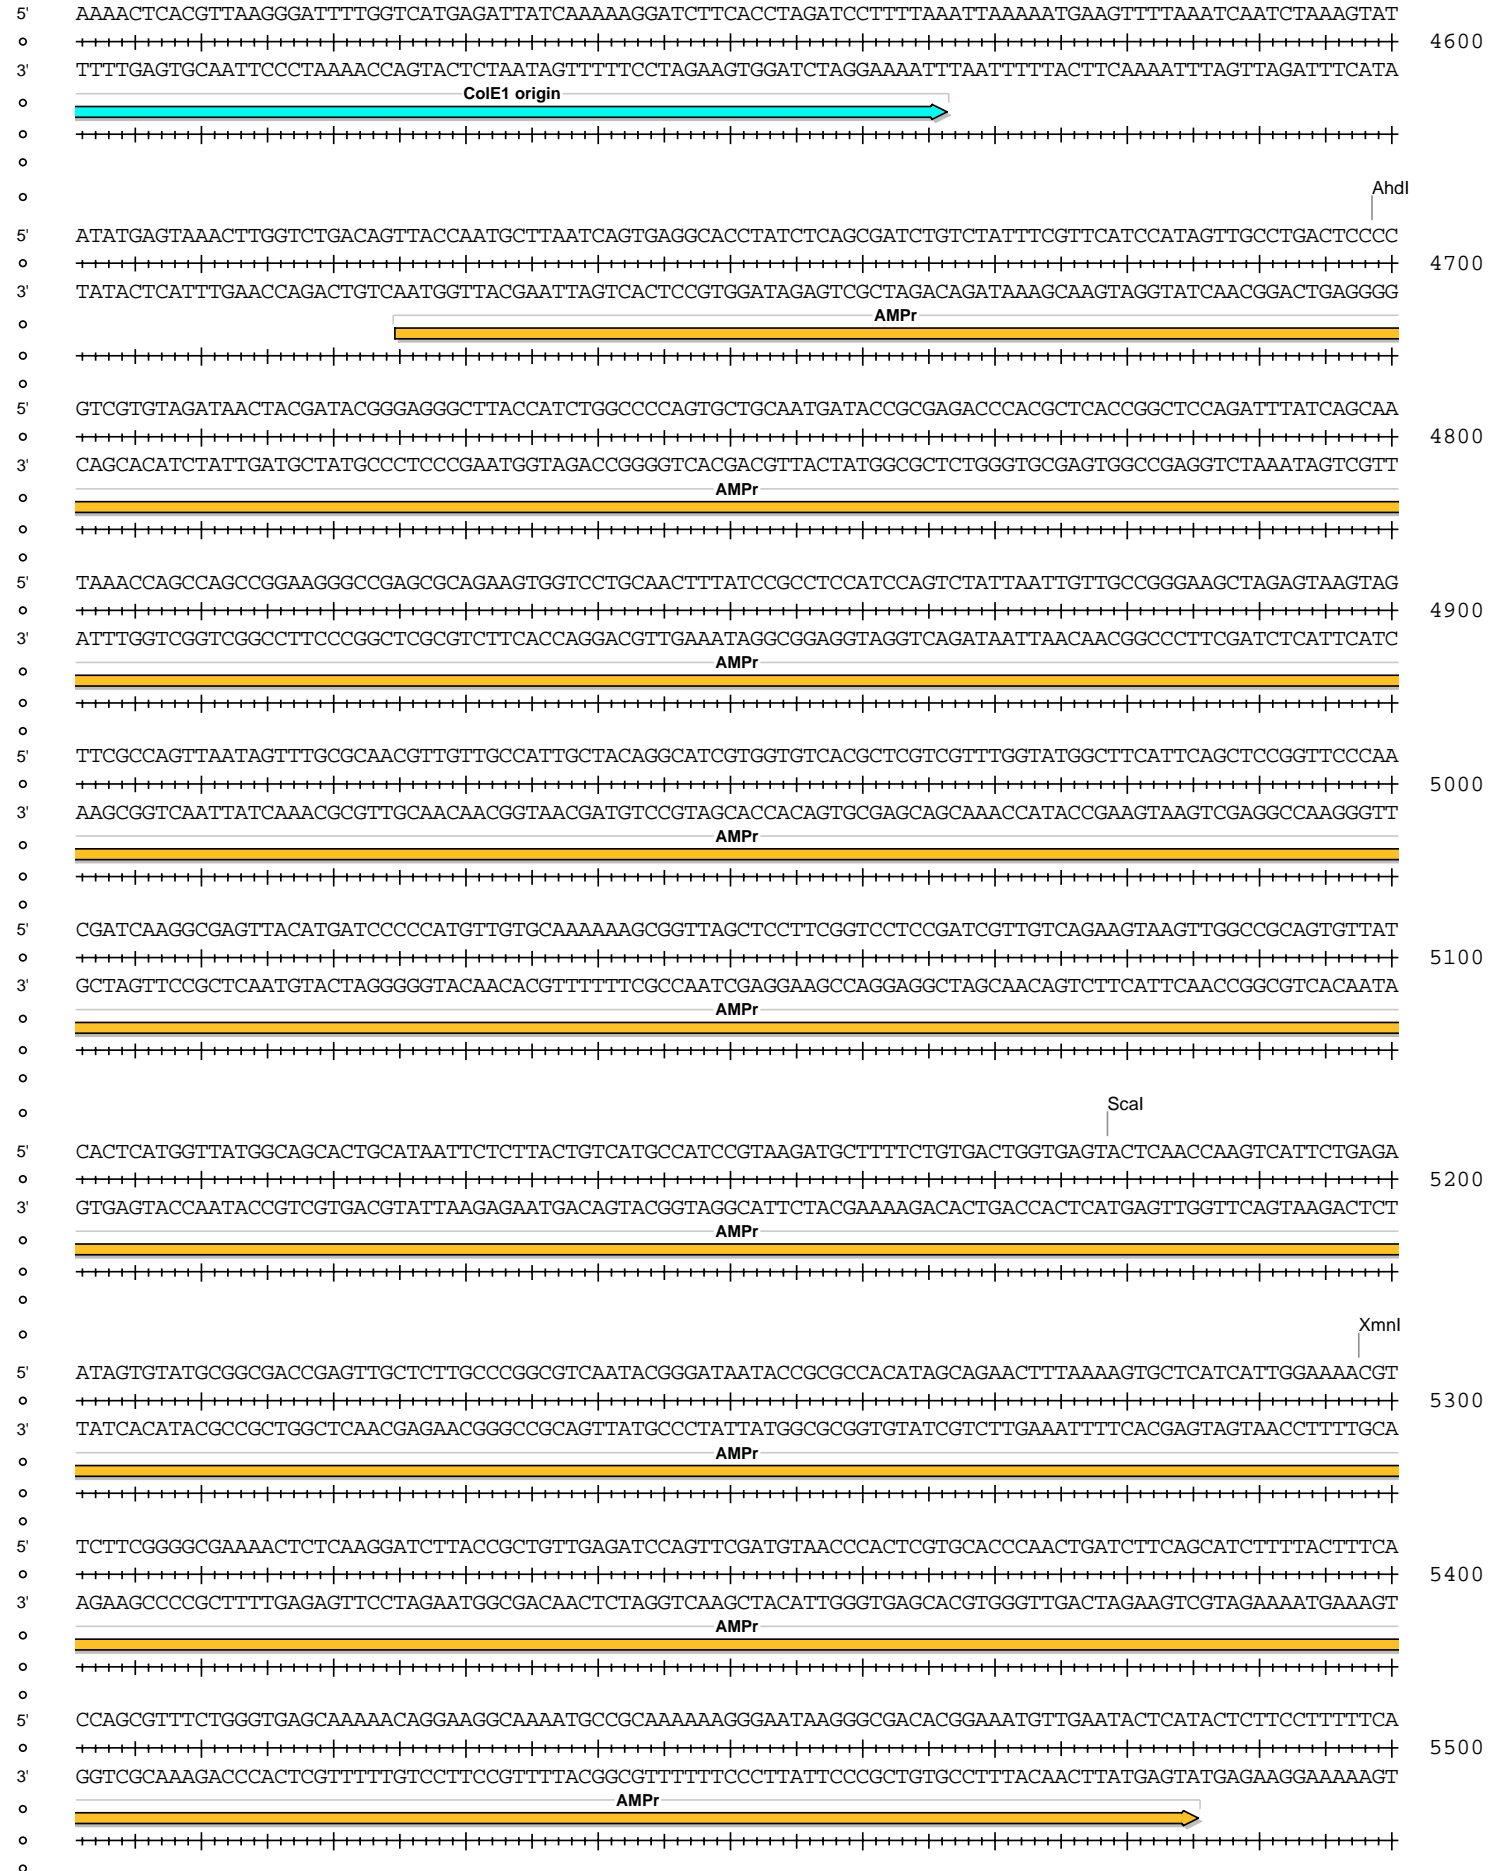 5' AAAACTCACGTTAAGGGATTTTGGTCATGAGATTATCAAAAAGGATCTTCACCTAGATCCTTTTAAATTAAAAATGAAGTTTTAAATCAATCTAAAGTAT
4600
3' TTTTGAGTGCAATTCCCTAAAACCAGTACTCTAATAGTTTTTCCTAGAAGTGGATCTAGGAAAATTTAATTTTTACTTCAAAATTTAGTTAGATTTCATA
ColE1 origin
AhdI
5' ATATGAGTAAACTTGGTCTGACAGTTACCAATGCTTAATCAGTGAGGCACCTATCTCAGCGATCTGTCTATTTCGTTCATCCATAGTTGCCTGACTCCCC
4700
3' TATACTCATTTGAACCAGACTGTCAATGGTTACGAATTAGTCACTCCGTGGATAGAGTCGCTAGACAGATAAAGCAAGTAGGTATCAACGGACTGAGGGG
AMPr
5' GTCGTGTAGATAACTACGATACGGGAGGGCTTACCATCTGGCCCCAGTGCTGCAATGATACCGCGAGACCCACGCTCACCGGCTCCAGATTTATCAGCAA
4800
3' CAGCACATCTATTGATGCTATGCCCTCCCGAATGGTAGACCGGGGTCACGACGTTACTATGGCGCTCTGGGTGCGAGTGGCCGAGGTCTAAATAGTCGTT
AMPr
5' TAAACCAGCCAGCCGGAAGGGCCGAGCGCAGAAGTGGTCCTGCAACTTTATCCGCCTCCATCCAGTCTATTAATTGTTGCCGGGAAGCTAGAGTAAGTAG
4900
3' ATTTGGTCGGTCGGCCTTCCCGGCTCGCGTCTTCACCAGGACGTTGAAATAGGCGGAGGTAGGTCAGATAATTAACAACGGCCCTTCGATCTCATTCATC
AMPr
5' TTCGCCAGTTAATAGTTTGCGCAACGTTGTTGCCATTGCTACAGGCATCGTGGTGTCACGCTCGTCGTTTGGTATGGCTTCATTCAGCTCCGGTTCCCAA
5000
3' AAGCGGTCAATTATCAAACGCGTTGCAACAACGGTAACGATGTCCGTAGCACCACAGTGCGAGCAGCAAACCATACCGAAGTAAGTCGAGGCCAAGGGTT
AMPr
5' CGATCAAGGCGAGTTACATGATCCCCCATGTTGTGCAAAAAAGCGGTTAGCTCCTTCGGTCCTCCGATCGTTGTCAGAAGTAAGTTGGCCGCAGTGTTAT
5100
3' GCTAGTTCCGCTCAATGTACTAGGGGGTACAACACGTTTTTTCGCCAATCGAGGAAGCCAGGAGGCTAGCAACAGTCTTCATTCAACCGGCGTCACAATA
AMPr
ScaI
5' CACTCATGGTTATGGCAGCACTGCATAATTCTCTTACTGTCATGCCATCCGTAAGATGCTTTTCTGTGACTGGTGAGTACTCAACCAAGTCATTCTGAGA
5200
3' GTGAGTACCAATACCGTCGTGACGTATTAAGAGAATGACAGTACGGTAGGCATTCTACGAAAAGACACTGACCACTCATGAGTTGGTTCAGTAAGACTCT
AMPr
XmnI
5' ATAGTGTATGCGGCGACCGAGTTGCTCTTGCCCGGCGTCAATACGGGATAATACCGCGCCACATAGCAGAACTTTAAAAGTGCTCATCATTGGAAAACGT
5300
3' TATCACATACGCCGCTGGCTCAACGAGAACGGGCCGCAGTTATGCCCTATTATGGCGCGGTGTATCGTCTTGAAATTTTCACGAGTAGTAACCTTTTGCA
AMPr
5' TCTTCGGGGCGAAAACTCTCAAGGATCTTACCGCTGTTGAGATCCAGTTCGATGTAACCCACTCGTGCACCCAACTGATCTTCAGCATCTTTTACTTTCA
5400
3' AGAAGCCCCGCTTTTGAGAGTTCCTAGAATGGCGACAACTCTAGGTCAAGCTACATTGGGTGAGCACGTGGGTTGACTAGAAGTCGTAGAAAATGAAAGT
AMPr
5' CCAGCGTTTCTGGGTGAGCAAAAACAGGAAGGCAAAATGCCGCAAAAAAGGGAATAAGGGCGACACGGAAATGTTGAATACTCATACTCTTCCTTTTTCA
5500
3' GGTCGCAAAGACCCACTCGTTTTTGTCCTTCCGTTTTACGGCGTTTTTTCCCTTATTCCCGCTGTGCCTTTACAACTTATGAGTATGAGAAGGAAAAAGT
AMPr